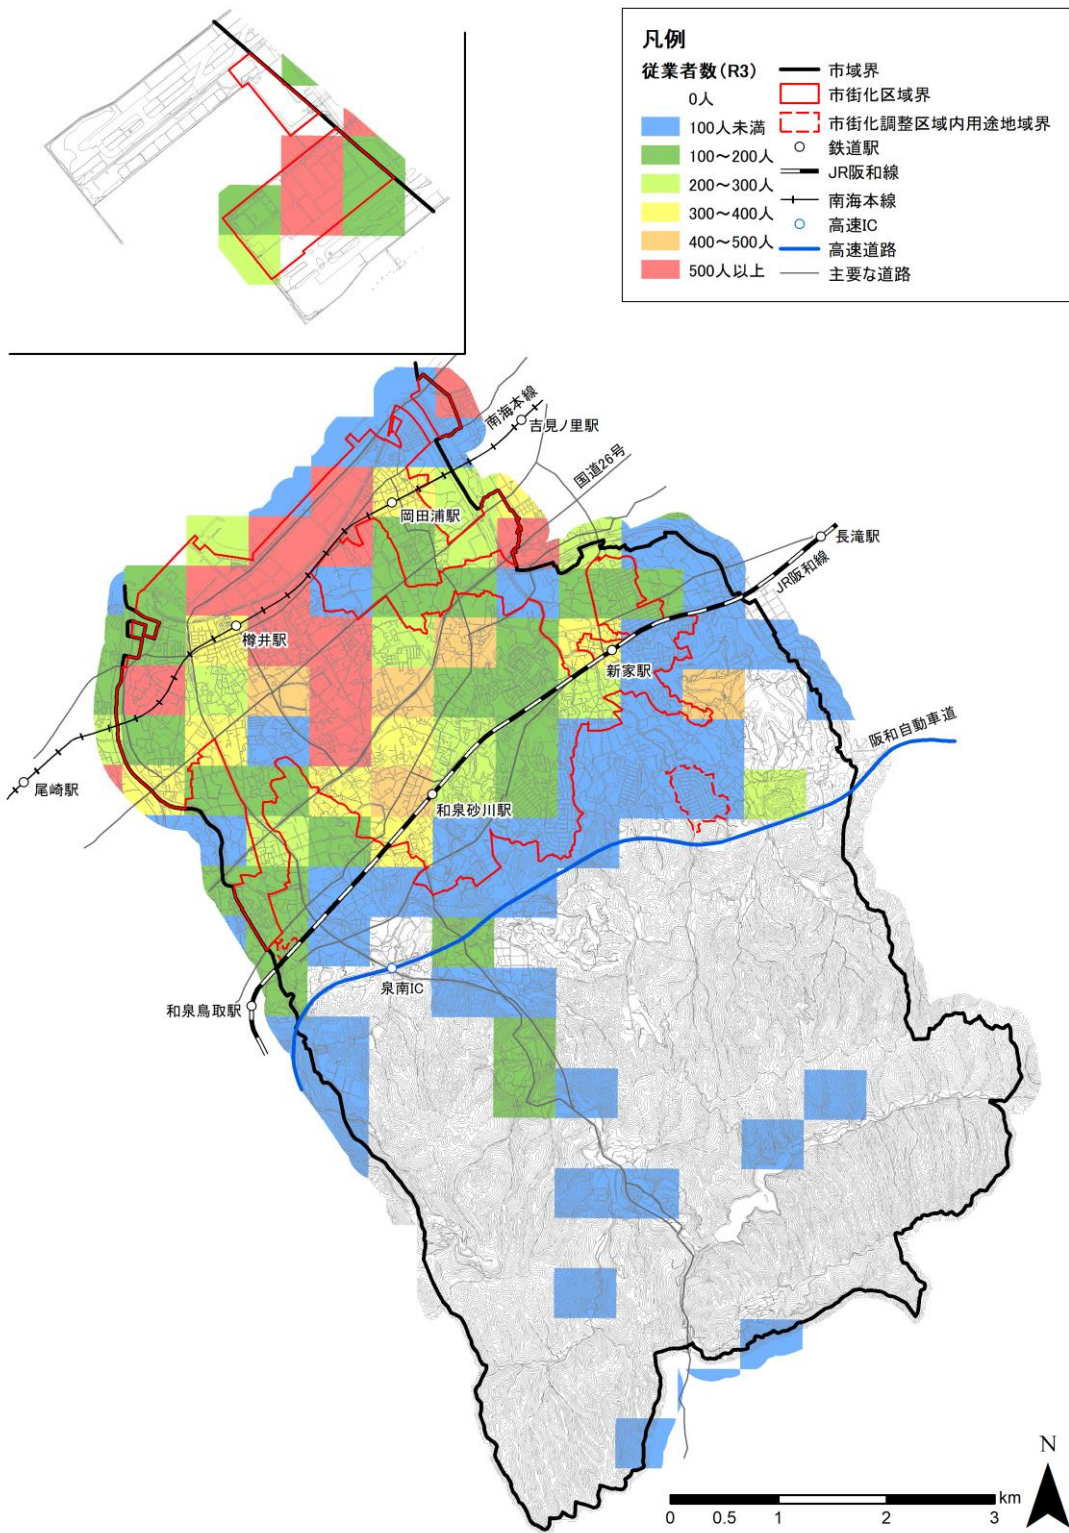 凡例
従業者数(R3)
0人
100人未満
100～200人
200～300人
300～400人
400～500人
500人以上
市域界
市街化区域界
市街化調整区域内用途地域界
鉄道駅
JR阪和線
南海本線
高速IC
高速道路
主要な道路
南海本線
吉見ノ里駅
国道26号
岡田浦駅
長滝駅
JR阪和線
樽井駅
新家駅
阪和自動車道
尾崎駅
和泉砂川駅
泉南IC
和泉鳥取駅
N
km
0 0.5 1 2 3